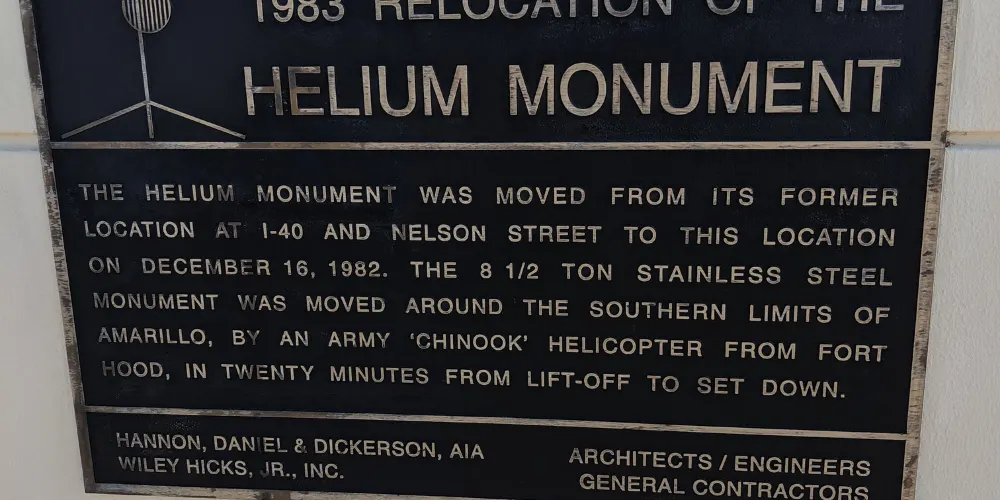 1983 RELOCATION OF THE
HELIUM MONUMENT
THE HELIUM MONUMENT WAS MOVED FROM ITS FORMER
LOCATION AT I-40 AND NELSON STREET TO THIS LOCATION
ON DECEMBER 16, 1982. THE 8 1/2 TON STAINLESS STEEL
MONUMENT WAS MOVED AROUND THE SOUTHERN LIMITS OF
AMARILLO, BY AN ARMY ‘CHINOOK’ HELICOPTER FROM FORT
HOOD, IN TWENTY MINUTES FROM LIFT-OFF TO SET DOWN.
HANNON, DANIEL & DICKERSON, AIA
WILEY HICKS, JR., INC.
ARCHITECTS / ENGINEERS
GENERAL CONTRACTORS